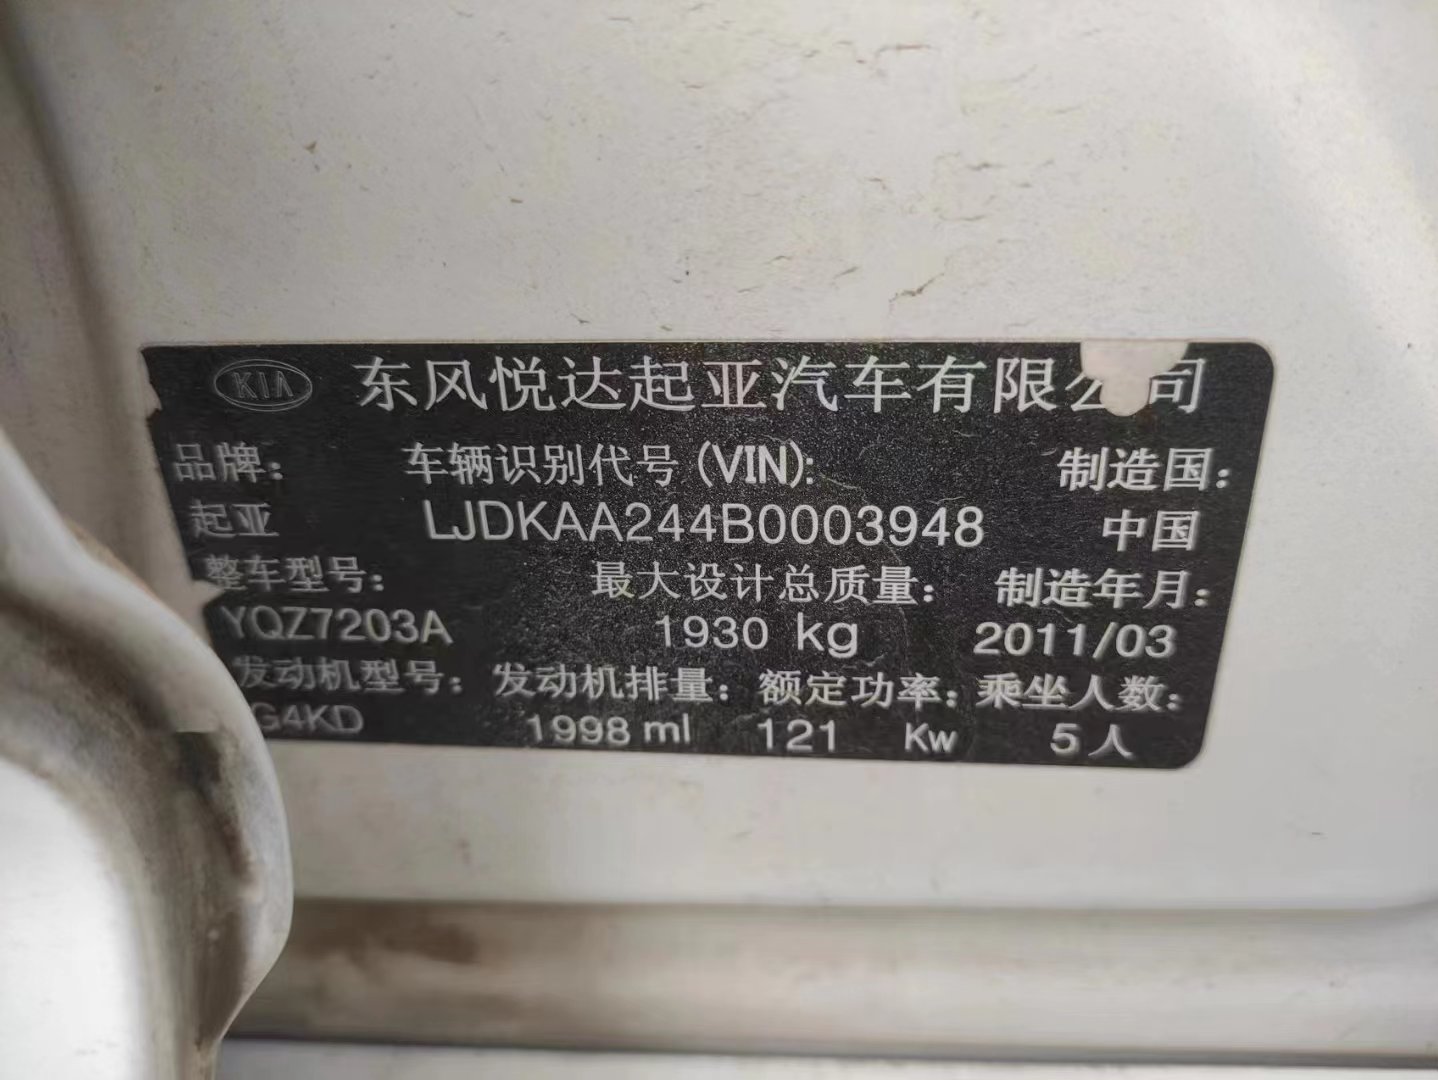 KIA 东风悦达起亚汽车有限公司
品牌： 车辆识别代号 (VIN): 制造国：
起亚 LJDKAA244B0003948 中国
整车型号： 最大设计总质量： 制造年月：
YQZ7203A 1930 kg 2011/03
发动机型号： 发动机排量： 额定功率： 乘坐人数：
G4KD 1998 ml 121 Kw 5人